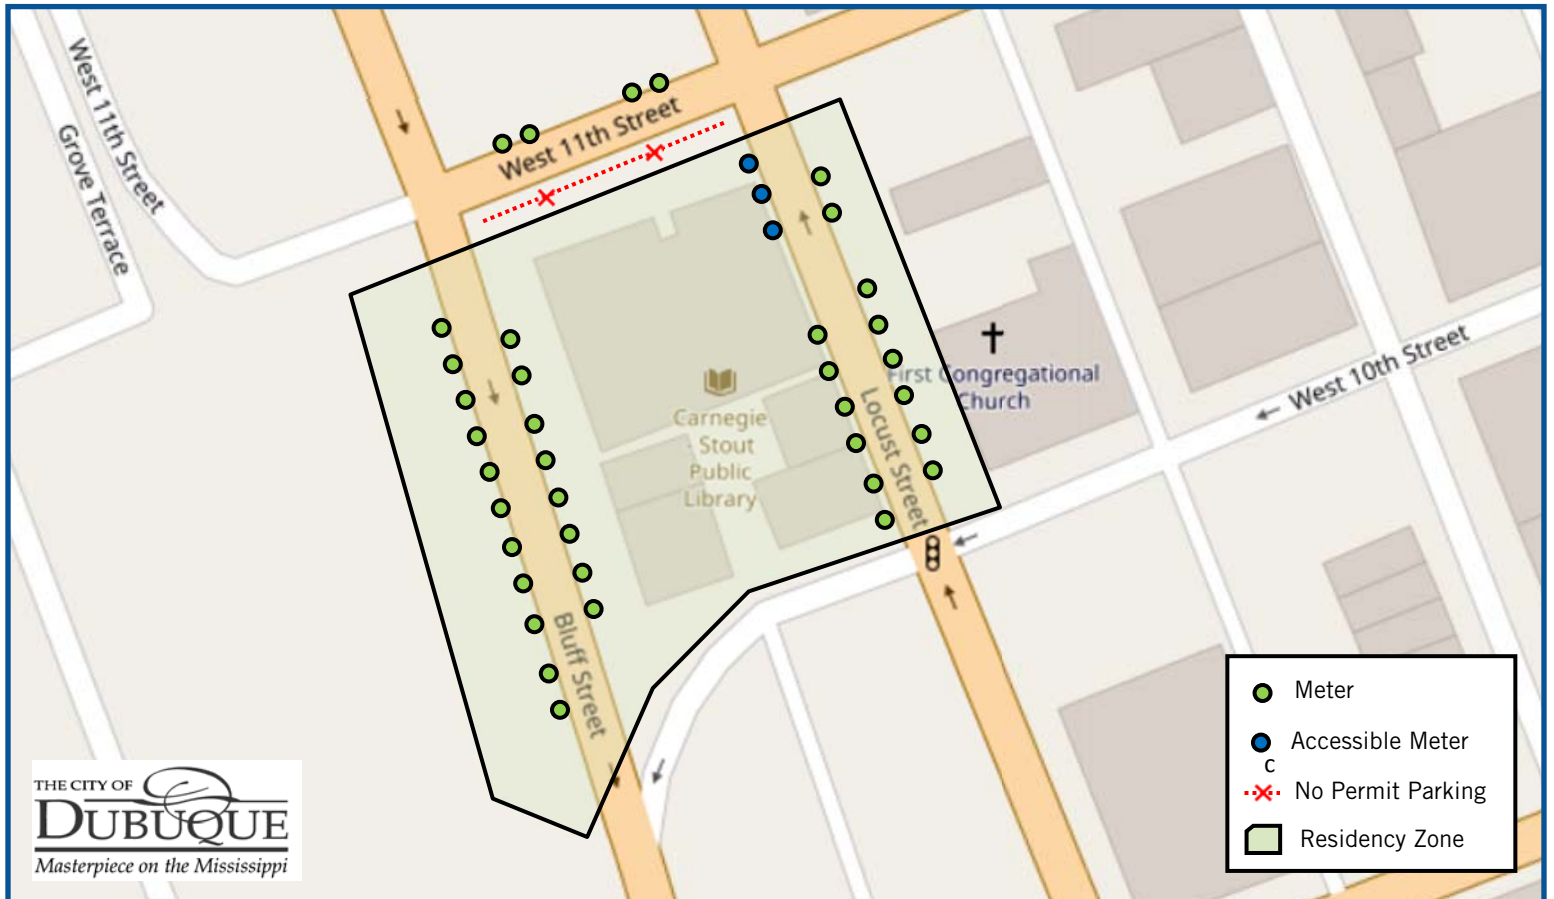 West 11th Street
Grove Terrace
West 11th Street
First Congregational
Church
West 10th Street
Carnegie
- Stout
Public
Library
Locust Street
Bluff Street
Meter
Accessible Meter
c
No Permit Parking
Residency Zone
THE CITY OF
DUBUQUE
Masterpiece on the Mississippi